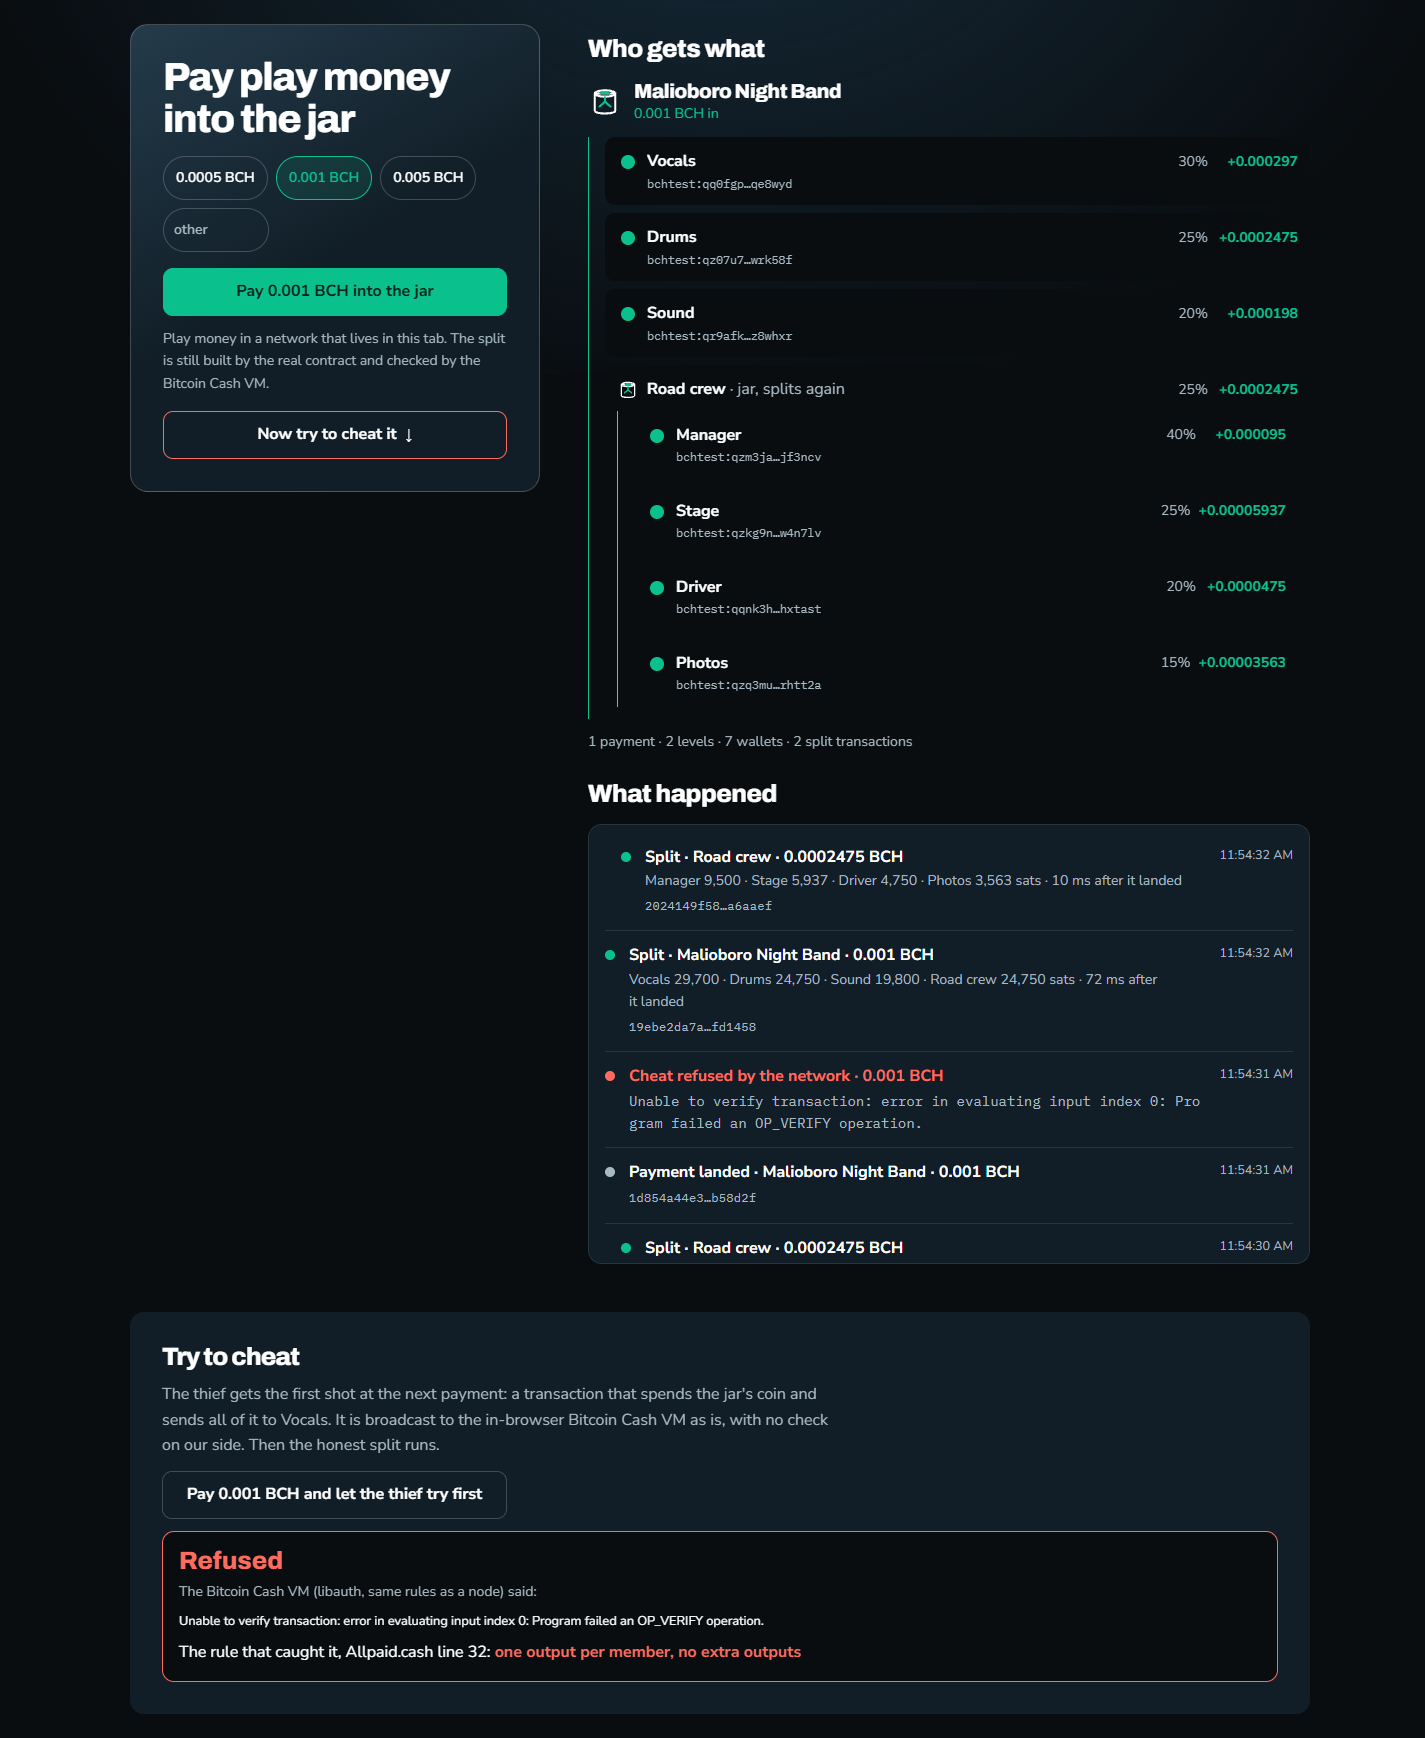 Pay play money
into the jar
0.0005 BCH
0.001 BCH
0.005 BCH
other
Pay 0.001 BCH into the jar
Play money in a network that lives in this tab. The split
is still built by the real contract and checked by the
Bitcoin Cash VM.
Now try to cheat it ↓
Who gets what
Malioboro Night Band
0.001 BCH in
Vocals 30% +0.000297
bchtest:qq0fgp…qe8wyd
Drums 25% +0.0002475
bchtest:qz07u7…wrk58f
Sound 20% +0.000198
bchtest:qr9afk…z8whxr
Road crew · jar, splits again 25% +0.0002475
Manager 40% +0.000095
bchtest:qzm3ja…jf3ncv
Stage 25% +0.00005937
bchtest:qzkg9n…w4n7lv
Driver 20% +0.0000475
bchtest:qqnk3h…hxtast
Photos 15% +0.00003563
bchtest:qzq3mu…rhtt2a
1 payment · 2 levels · 7 wallets · 2 split transactions
What happened
Split · Road crew · 0.0002475 BCH 11:54:32 AM
Manager 9,500 · Stage 5,937 · Driver 4,750 · Photos 3,563 sats · 10 ms after it landed
2024149f58…a6aaef
Split · Malioboro Night Band · 0.001 BCH 11:54:32 AM
Vocals 29,700 · Drums 24,750 · Sound 19,800 · Road crew 24,750 sats · 72 ms after
it landed
19ebe2da7a…fd1458
Cheat refused by the network · 0.001 BCH 11:54:31 AM
Unable to verify transaction: error in evaluating input index 0: Pro
gram failed an OP_VERIFY operation.
Payment landed · Malioboro Night Band · 0.001 BCH 11:54:31 AM
1d854a44e3…b58d2f
Split · Road crew · 0.0002475 BCH 11:54:30 AM
Try to cheat
The thief gets the first shot at the next payment: a transaction that spends the jar's coin and
sends all of it to Vocals. It is broadcast to the in-browser Bitcoin Cash VM as is, with no check
on our side. Then the honest split runs.
Pay 0.001 BCH and let the thief try first
Refused
The Bitcoin Cash VM (libauth, same rules as a node) said:
Unable to verify transaction: error in evaluating input index 0: Program failed an OP_VERIFY operation.
The rule that caught it, Allpaid.cash line 32: one output per member, no extra outputs